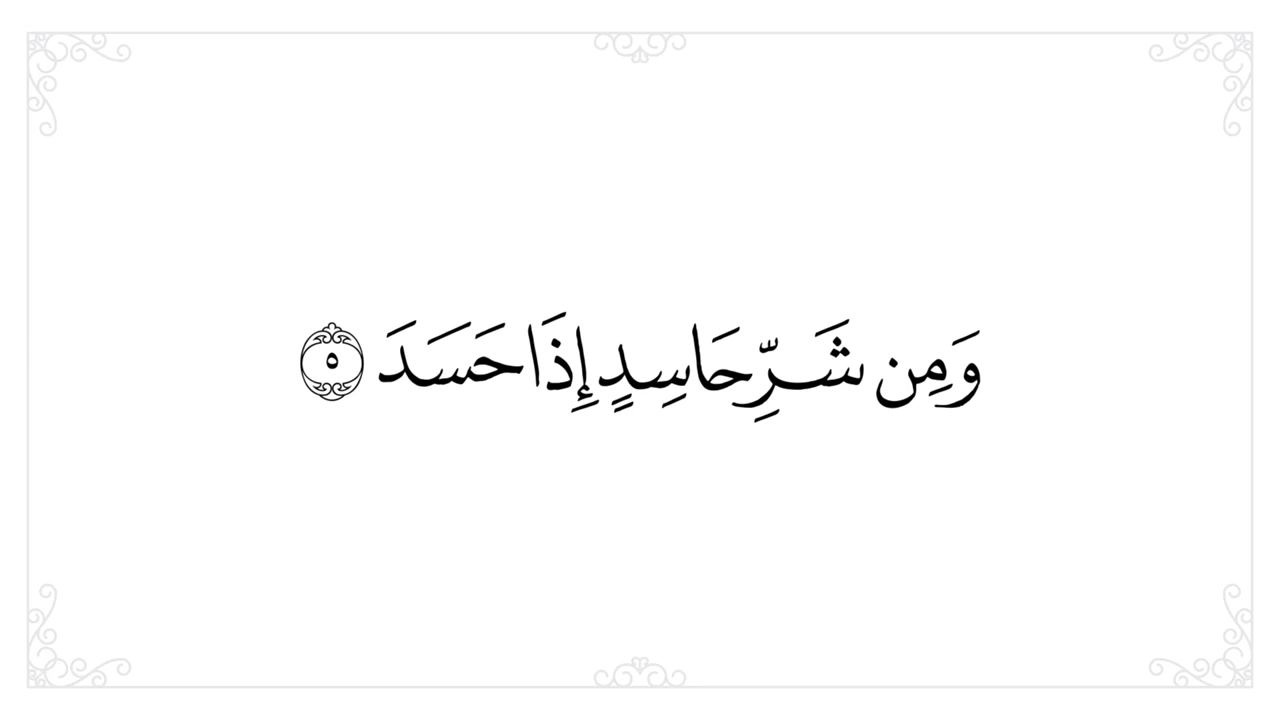 وَمِن شَرِّ حَاسِدٍ إِذَا حَسَدَ ٥